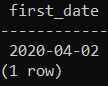 first_date
------------
2020-04-02
(1 row)